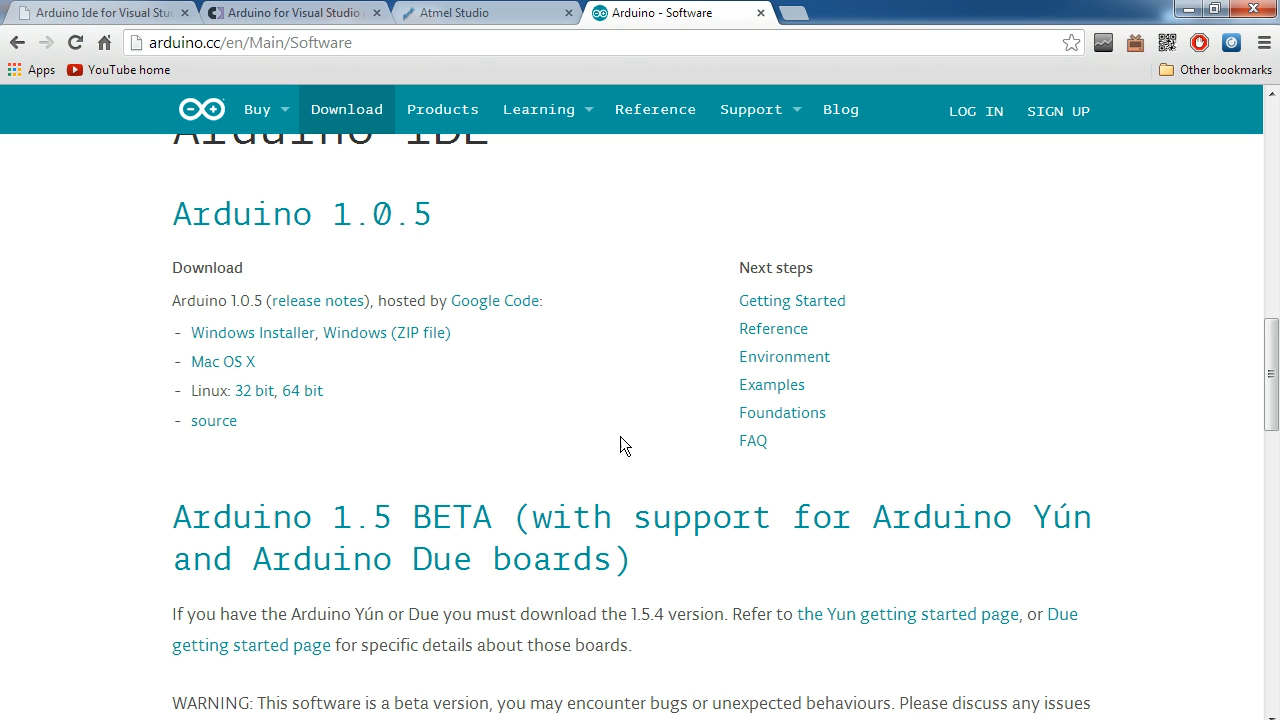 Arduino Ide for Visual Stu
Arduino for Visual Studio
Atmel Studio
Arduino - Software
arduino.cc/en/Main/Software
Apps
YouTube home
Other bookmarks
Buy
Download
Products
Learning
Reference
Support
Blog
LOG IN
SIGN UP
Arduino IDE
Arduino 1.0.5
Download
Arduino 1.0.5 (release notes), hosted by Google Code:
- Windows Installer, Windows (ZIP file)
- Mac OS X
- Linux: 32 bit, 64 bit
- source
Next steps
Getting Started
Reference
Environment
Examples
Foundations
FAQ
Arduino 1.5 BETA (with support for Arduino Yún
and Arduino Due boards)
If you have the Arduino Yún or Due you must download the 1.5.4 version. Refer to the Yun getting started page, or Due
getting started page for specific details about those boards.
WARNING: This software is a beta version, you may encounter bugs or unexpected behaviours. Please discuss any issues